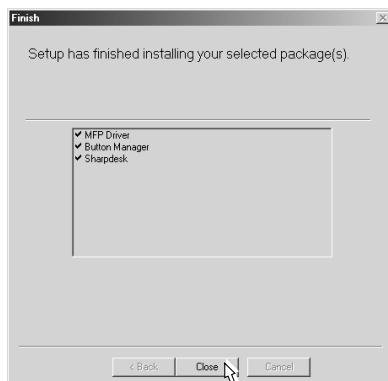 Finish
Setup has finished installing your selected package(s).
✔ MFP Driver
✔ Button Manager
✔ Sharpdesk
< Back Close Cancel